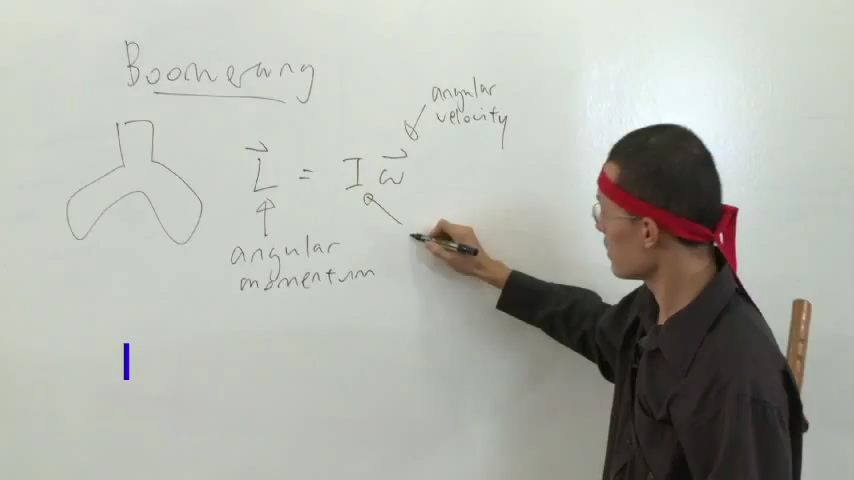 Boomerang
angular
velocity
L⃗ = I ω⃗
angular
momentum
I